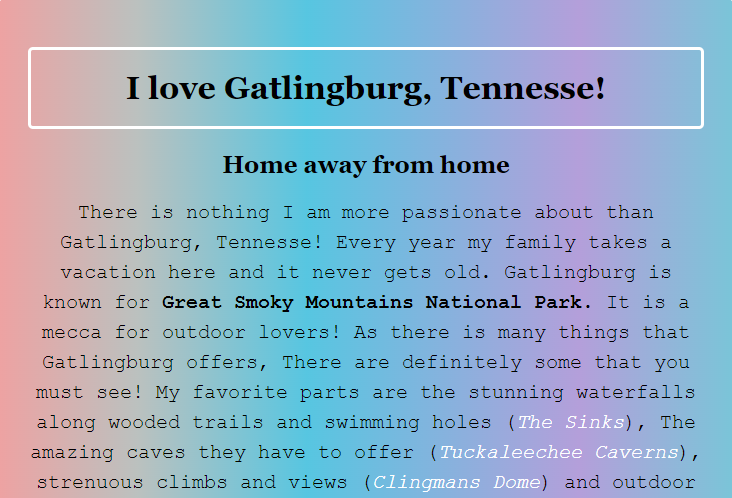 I love Gatlingburg, Tennesse!
Home away from home
There is nothing I am more passionate about than
Gatlingburg, Tennesse! Every year my family takes a
vacation here and it never gets old. Gatlingburg is
known for Great Smoky Mountains National Park. It is a
mecca for outdoor lovers! As there is many things that
Gatlingburg offers, There are definitely some that you
must see! My favorite parts are the stunning waterfalls
along wooded trails and swimming holes (The Sinks), The
amazing caves they have to offer (Tuckaleechee Caverns),
strenuous climbs and views (Clingmans Dome) and outdoor